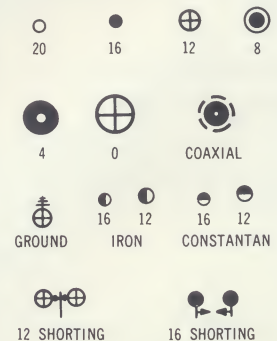 20 16 12 8
4 0 COAXIAL
16 12 16 12
GROUND IRON CONSTANTAN
12 SHORTING 16 SHORTING